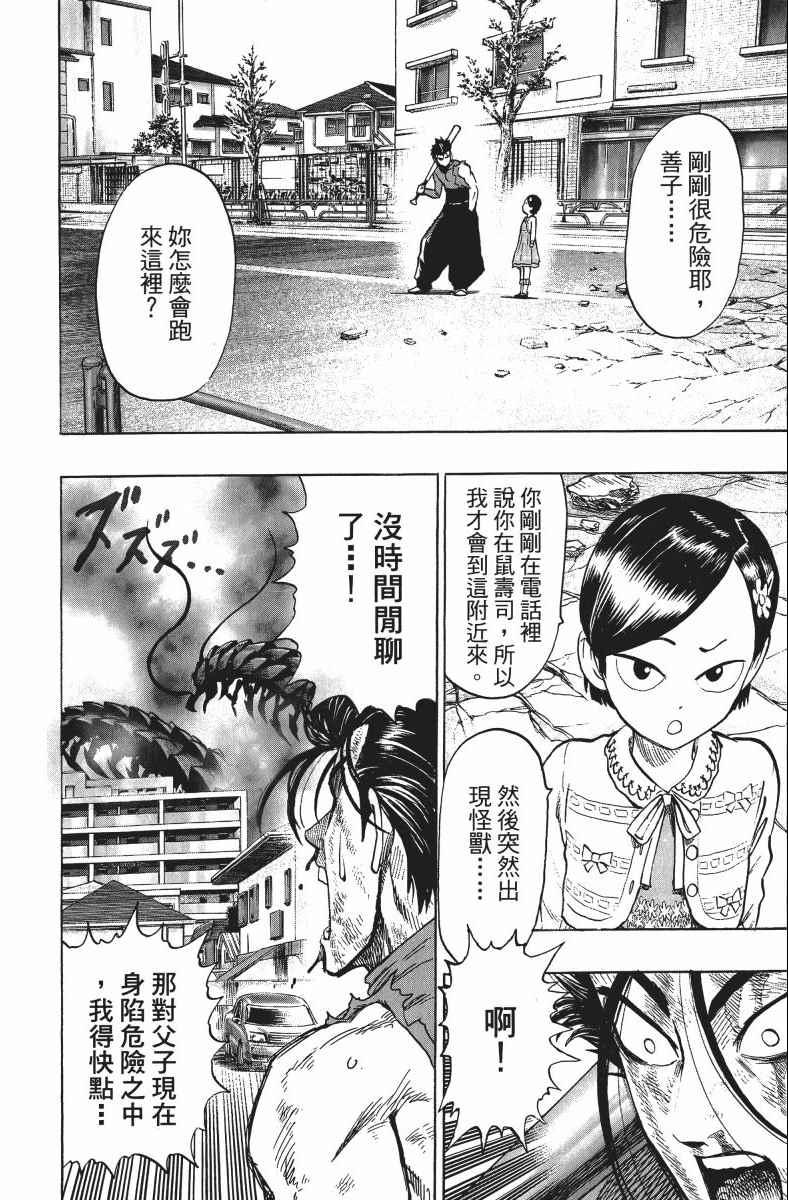 剛剛很危險耶，
善子……
妳怎麼會跑
來這裡？
你剛剛在電話裡
說你在鼠壽司，所以
我才會到這附近來。
然後突然出
現怪獸……
啊！
沒時間閒聊
了…！
ズズズ…
那對父子現在
身陷危險之中
，我得快點…